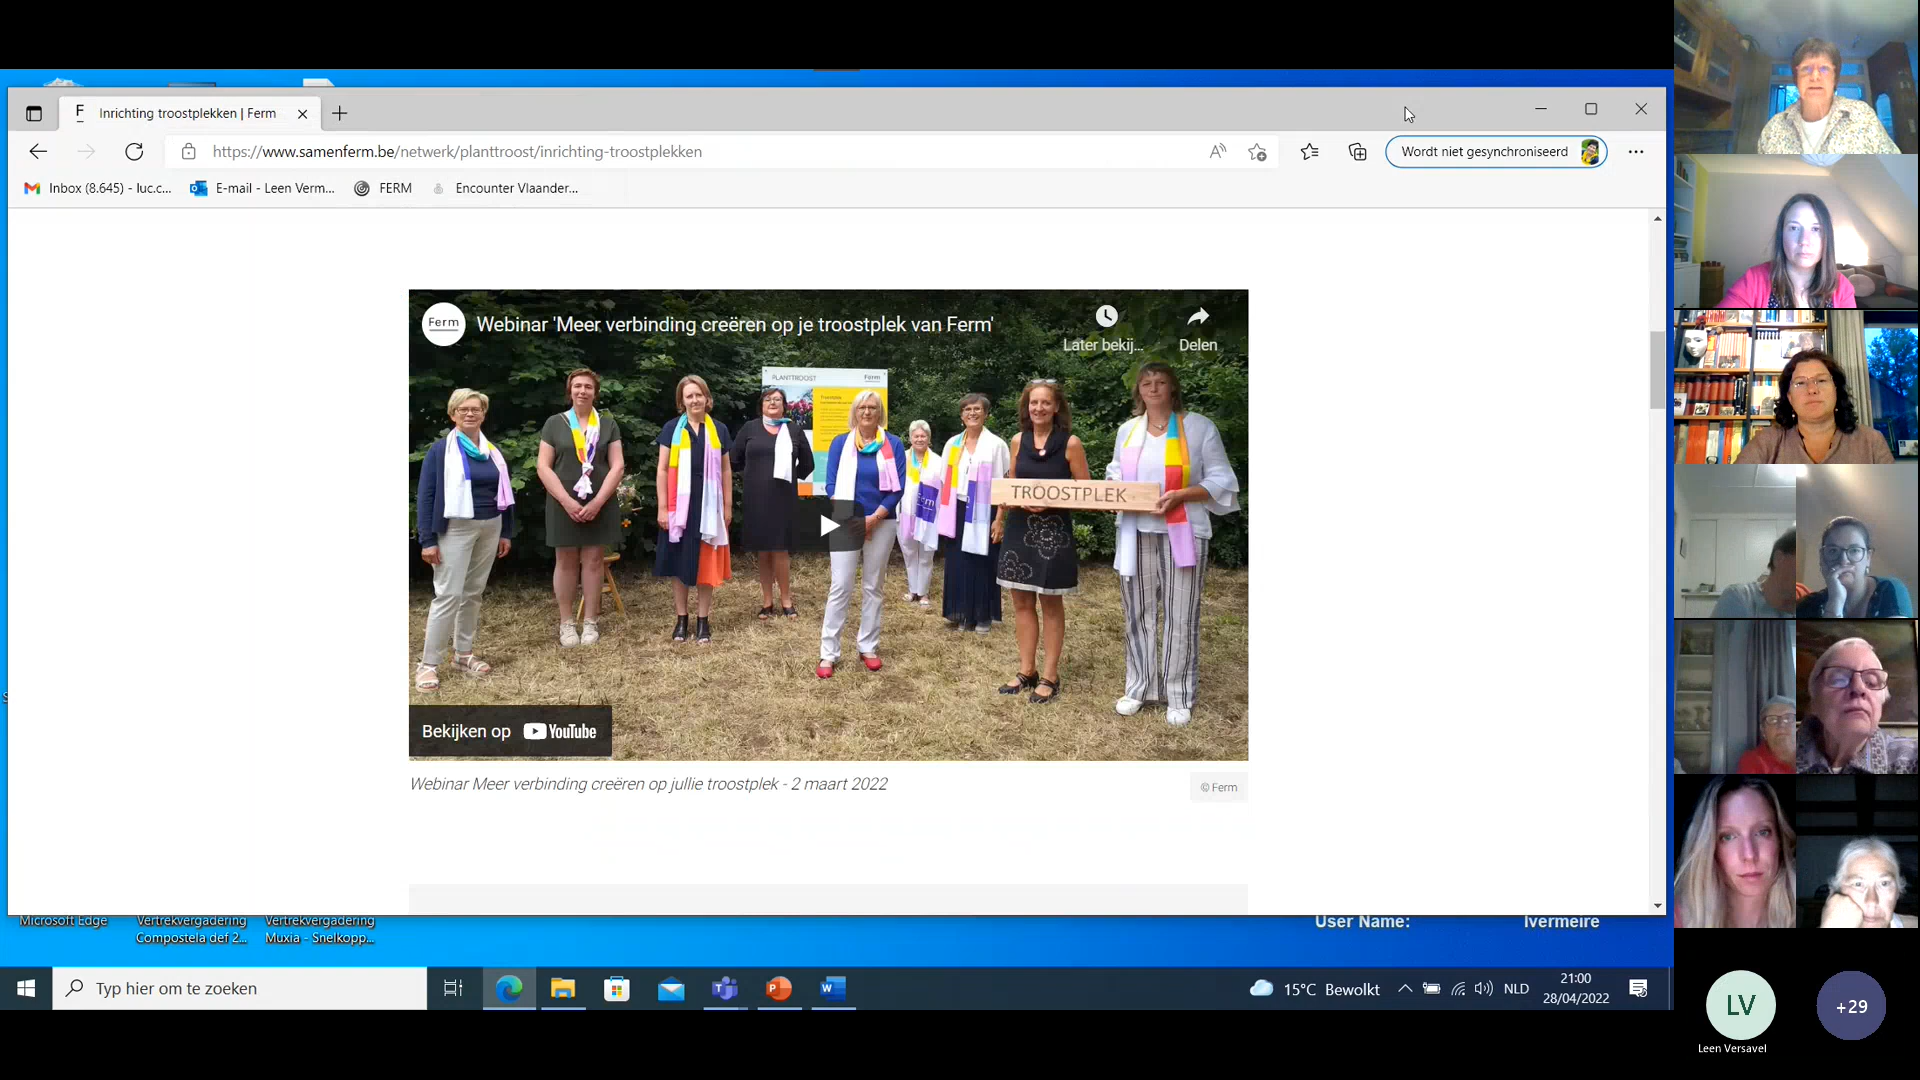 Inrichting troostplekken | Ferm
https://www.samenferm.be/netwerk/planttroost/inrichting-troostplekken
Wordt niet gesynchroniseerd
Inbox (8.645) - luc.c...
E-mail - Leen Verm...
FERM
Encounter Vlaander...
Ferm
Webinar 'Meer verbinding creëren op je troostplek van Ferm'
Later bekij...
Delen
PLANTTROOST
Ferm
Troostplek
Ferm
TROOSTPLEK
Bekijken op YouTube
Webinar Meer verbinding creëren op jullie troostplek - 2 maart 2022
© Ferm
Microsoft Edge
Vertrekvergadering
Compostela def 2...
Vertrekvergadering
Muxia - Snelkopp...
User Name:
lvermeire
Typ hier om te zoeken
15°C Bewolkt
NLD
21:00
28/04/2022
LV
Leen Versavel
+29